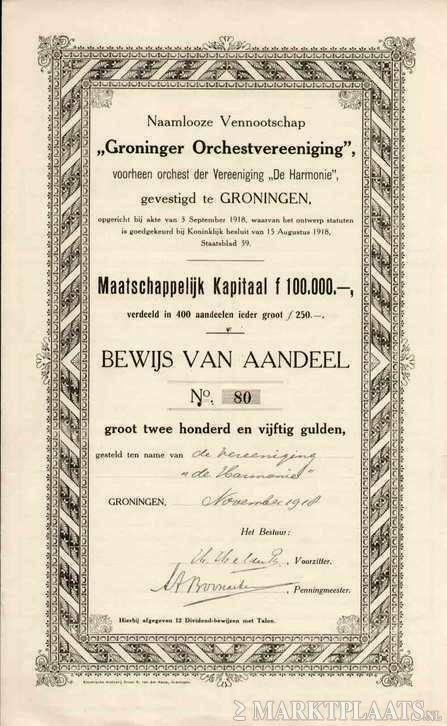 Naamlooze Vennootschap
„Groninger Orchestvereeniging”,
voorheen orchest der Vereeniging „De Harmonie”,
gevestigd te GRONINGEN,
opgericht bij akte van 3 September 1918, waarvan het ontwerp statuten
is goedgekeurd bij Koninklijk besluit van 15 Augustus 1918,
Staatsblad 39.
Maatschappelijk Kapitaal f 100.000.—,
verdeeld in 400 aandeelen ieder groot f 250.—.
BEWIJS VAN AANDEEL
No. 80
groot twee honderd en vijftig gulden,
gesteld ten name van de Vereeniging
„de Harmonie”
GRONINGEN, November 1918
Het Bestuur:
, Voorzitter.
, Penningmeester.
Hierbij afgegeven 12 Dividend-bewijzen met Talon.
MARKTPLAATS.NL